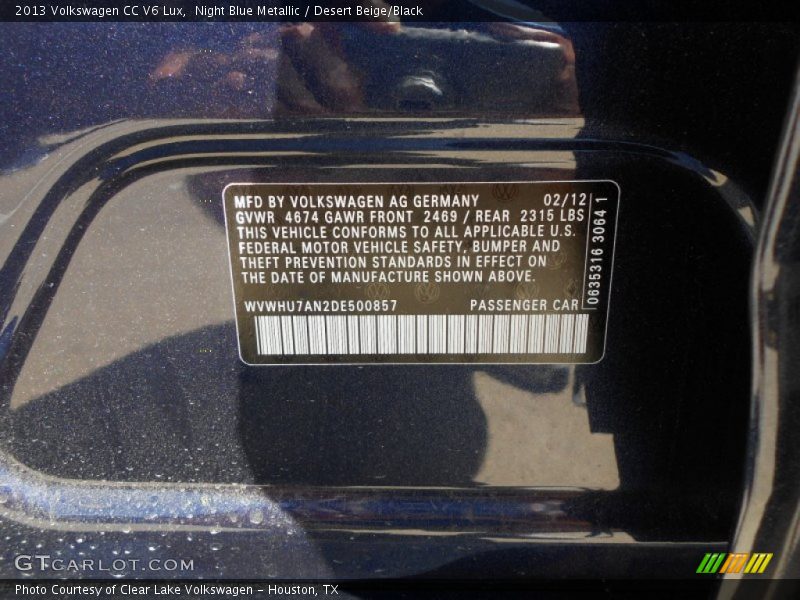 2013 Volkswagen CC V6 Lux, Night Blue Metallic / Desert Beige/Black
MFD BY VOLKSWAGEN AG GERMANY 02/12
GVWR 4674 GAWR FRONT 2469 / REAR 2315 LBS
THIS VEHICLE CONFORMS TO ALL APPLICABLE U.S.
FEDERAL MOTOR VEHICLE SAFETY, BUMPER AND
THEFT PREVENTION STANDARDS IN EFFECT ON
THE DATE OF MANUFACTURE SHOWN ABOVE.
WVWHU7AN2DE500857 PASSENGER CAR
0635316 3064 1
GTCARLOT.COM
Photo Courtesy of Clear Lake Volkswagen – Houston, TX